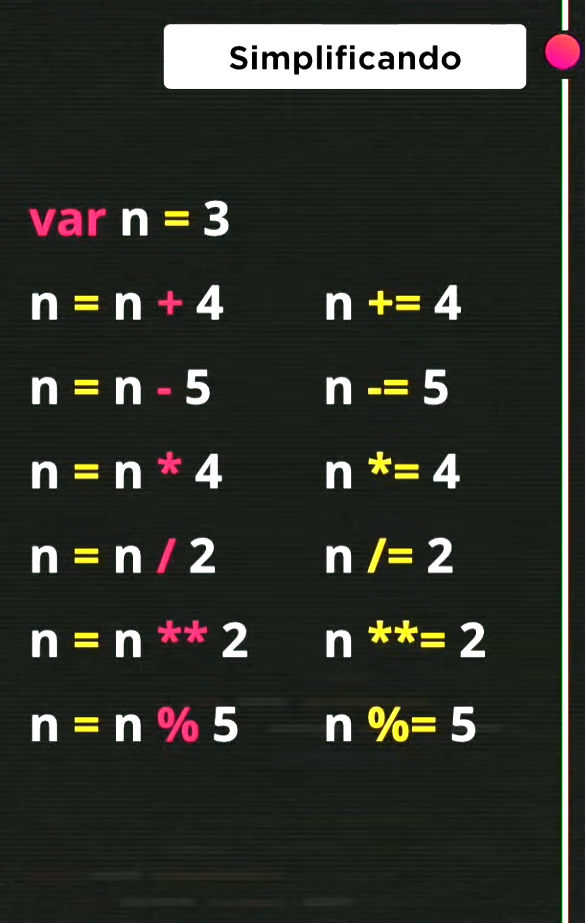 Simplificando
var n = 3
n = n + 4 n += 4
n = n - 5 n -= 5
n = n * 4 n *= 4
n = n / 2 n /= 2
n = n ** 2 n **= 2
n = n % 5 n %= 5